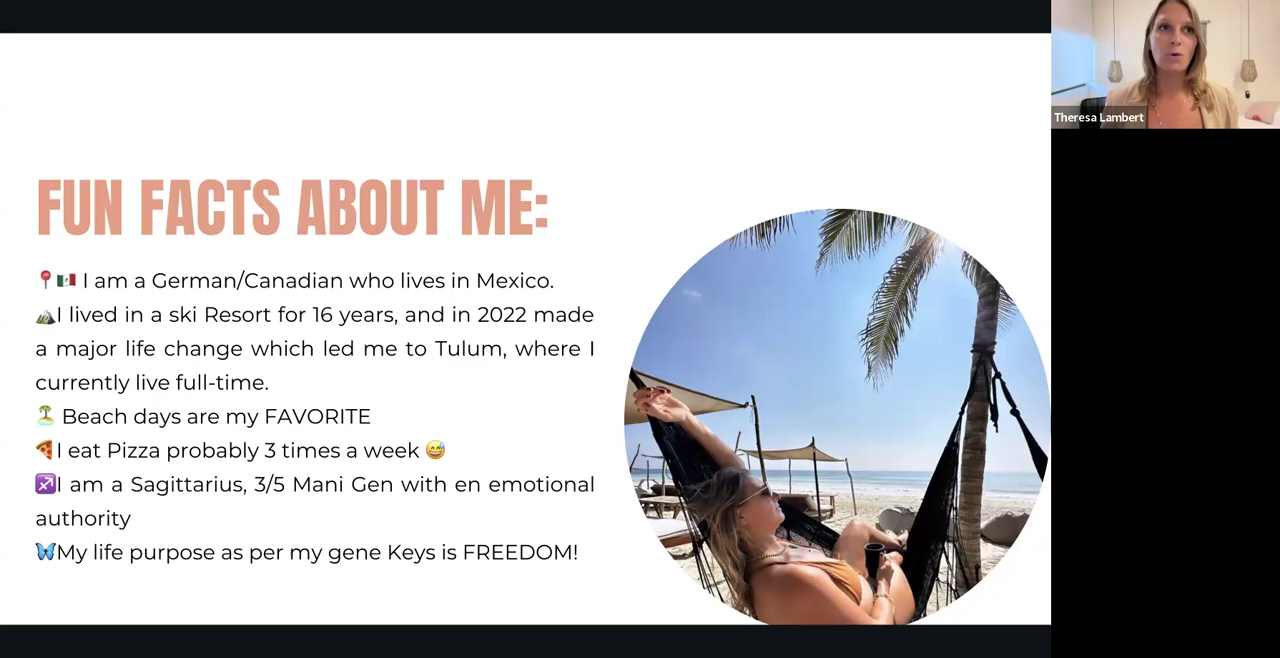 FUN FACTS ABOUT ME:
📍🇲🇽 I am a German/Canadian who lives in Mexico.
⛰️I lived in a ski Resort for 16 years, and in 2022 made
a major life change which led me to Tulum, where I
currently live full-time.
🏝️ Beach days are my FAVORITE
🍕I eat Pizza probably 3 times a week 😅
♐I am a Sagittarius, 3/5 Mani Gen with en emotional
authority
🦋My life purpose as per my gene Keys is FREEDOM!
Theresa Lambert